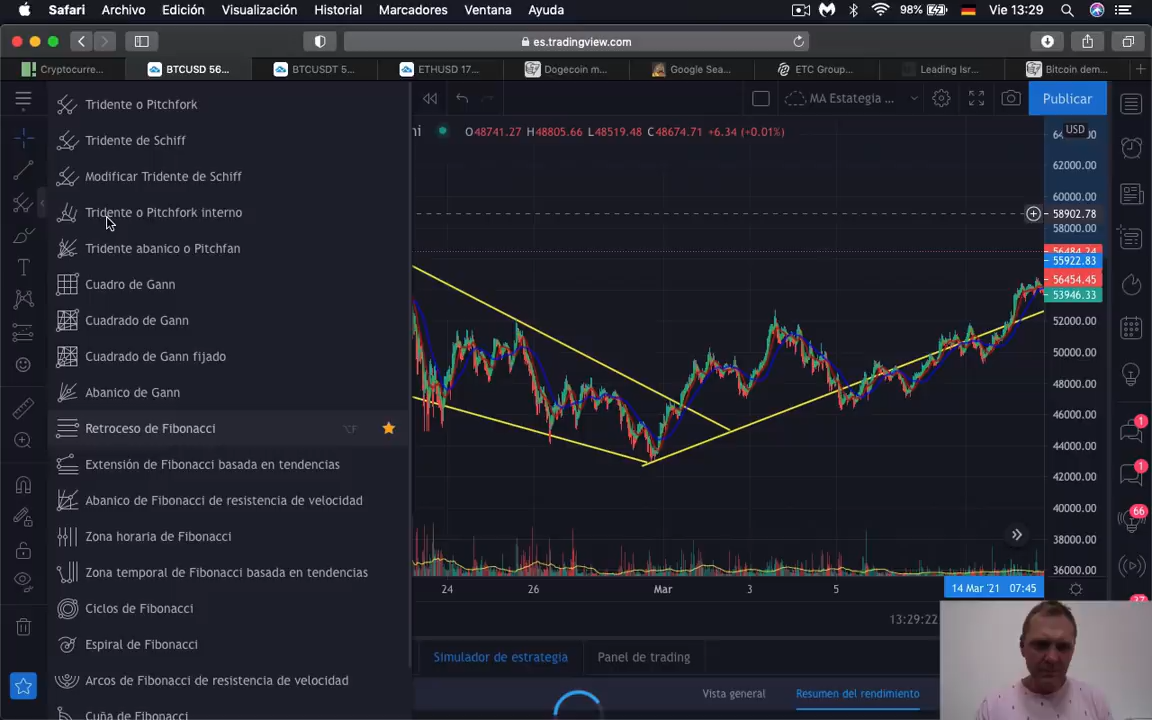 Safari Archivo Edición Visualización Historial Marcadores Ventana Ayuda 98% Vie 13:29
es.tradingview.com
Cryptocurre... BTCUSD 56... BTCUSDT 5... ETHUSD 17... Dogecoin m... Google Sea... ETC Group... Leading Isr... Bitcoin dem...
Tridente o Pitchfork
Tridente de Schiff
Modificar Tridente de Schiff
Tridente o Pitchfork interno
Tridente abanico o Pitchfan
Cuadro de Gann
Cuadrado de Gann
Cuadrado de Gann fijado
Abanico de Gann
Retroceso de Fibonacci
Extensión de Fibonacci basada en tendencias
Abanico de Fibonacci de resistencia de velocidad
Zona horaria de Fibonacci
Zona temporal de Fibonacci basada en tendencias
Ciclos de Fibonacci
Espiral de Fibonacci
Arcos de Fibonacci de resistencia de velocidad
Cuña de Fibonacci
MA Estategia ...
Publicar
O48741.27 H48805.66 L48519.48 C48674.71 +6.34 (+0.01%)
USD
62000.00
60000.00
58902.78
58000.00
56484.24
55922.83
56454.45
53946.33
52000.00
50000.00
48000.00
46000.00
44000.00
42000.00
40000.00
38000.00
36000.00
24 26 Mar 3 5 14 Mar '21 07:45
13:29:22
Simulador de estrategia Panel de trading
Vista general Resumen del rendimiento
1
1
66